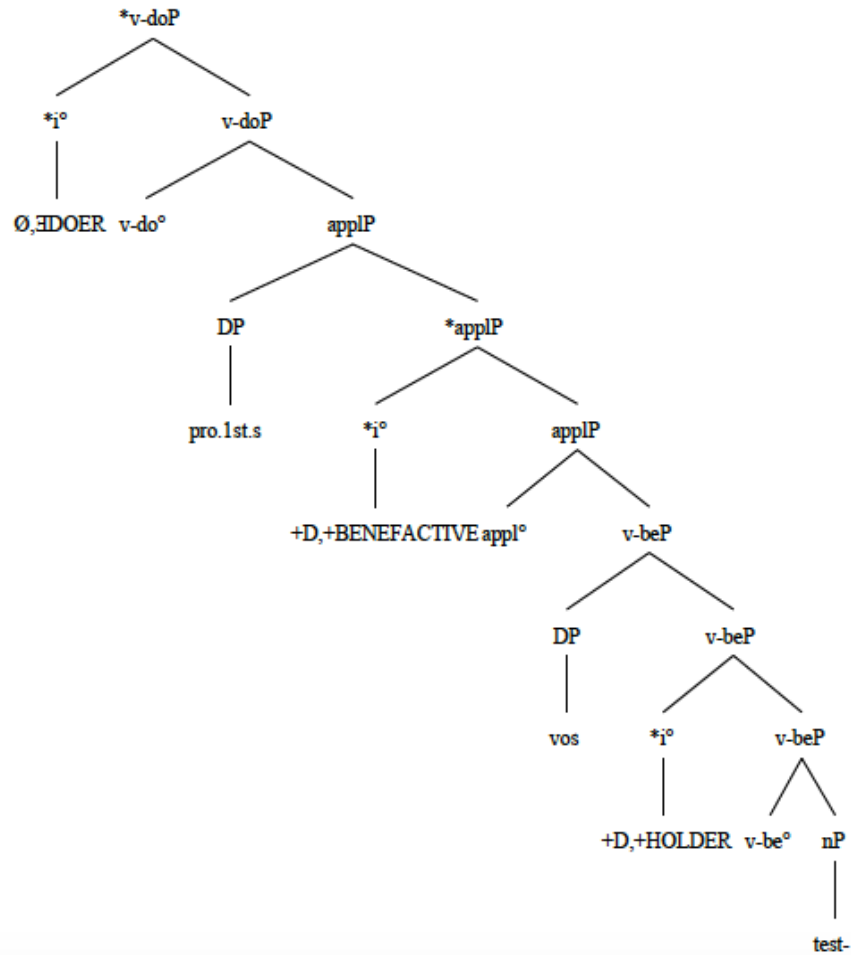 *v-doP
*i° v-doP
Ø,ƎDOER v-do° applP
DP *applP
pro.1st.s *i° applP
+D,+BENEFACTIVE appl° v-beP
DP v-beP
vos *i° v-beP
+D,+HOLDER v-be° nP
test-